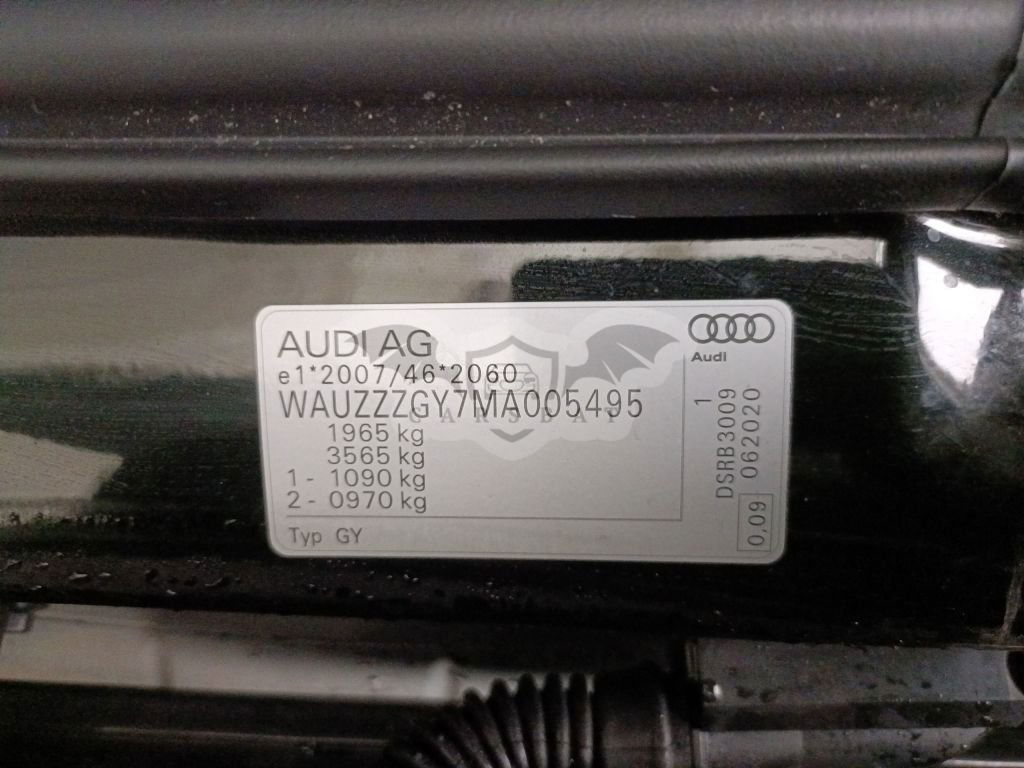 AUDI AG
e1*2007/46*2060
WAUZZZGY7MA005495
1965 kg
3565 kg
1 - 1090 kg
2 - 0970 kg
Typ GY
Audi
1
DSRB3009
062020
0,09
CARSBAT